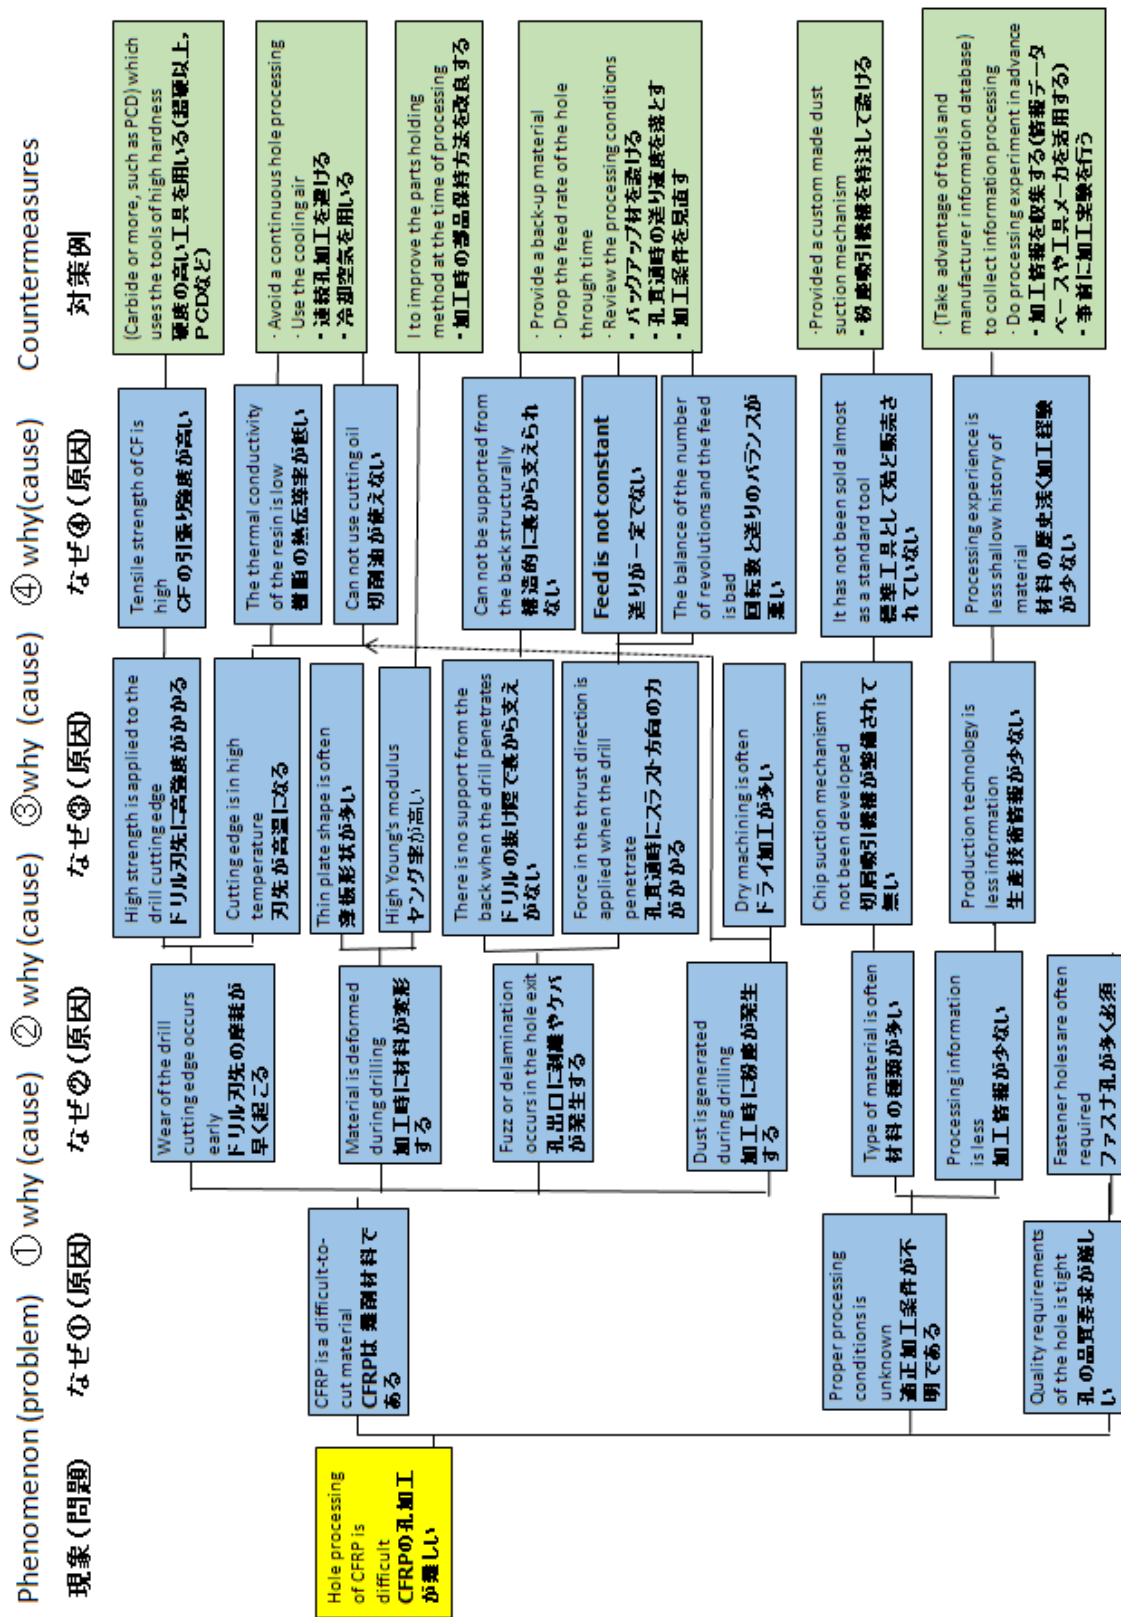 Phenomenon (problem)
① why (cause)
② why (cause)
③why (cause)
④ why(cause)
Countermeasures
現象(問題)
なぜ①(原因)
なぜ②(原因)
なぜ③(原因)
なぜ④(原因)
対策例
Hole processing
of CFRP is
difficult
CFRPの孔加工
が難しい
CFRP is a difficult-to-
cut material
CFRPは 難削材料で
ある
Proper processing
conditions is
unknown
適正加工条件が不
明である
Quality requirements
of the hole is tight
孔の品質要求が厳し
い
Wear of the drill
cutting edge occurs
early
ドリル刃先の摩耗が
早く起こる
Material is deformed
during drilling
加工時に材料が変形
する
Fuzz or delamination
occurs in the hole exit
孔出口に剥離やケバ
が発生する
Dust is generated
during drilling
加工時に粉塵が発生
する
Type of material is often
材料の種類が多い
Processing information
is less
加工情報が少ない
Fastener holes are often
required
ファスナ孔が多く必須
High strength is applied to the
drill cutting edge
ドリル刃先に高強度がかかる
Cutting edge is in high
temperature
刃先が高温になる
Thin plate shape is often
薄板形状が多い
High Young's modulus
ヤング率が高い
There is no support from the
back when the drill penetrates
ドリルの抜け際で裏から支え
がない
Force in the thrust direction is
applied when the drill
penetrate
孔貫通時にスラスト方向の力
がかかる
Dry machining is often
ドライ加工が多い
Chip suction mechanism is
not been developed
切屑吸引機構が整備されて
無い
Production technology is
less information
生産技術情報が少ない
Tensile strength of CF is
high
CFの引張り強度が高い
The thermal conductivity
of the resin is low
樹脂の熱伝導率が低い
Can not use cutting oil
切削油が使えない
Can not be supported from
the back structurally
構造的に裏から支えられ
ない
Feed is not constant
送りが一定でない
The balance of the number
of revolutions and the feed
is bad
回転数と送りのバランスが
悪い
It has not been sold almost
as a standard tool
標準工具として殆ど販売さ
れていない
Processing experience is
less shallow history of
material
材料の歴史浅く加工経験
が少ない
(Carbide or more, such as PCD) which
uses the tools of high hardness
硬度の高い工具を用いる(超硬以上,
PCDなど)
· Avoid a continuous hole processing
· Use the cooling air
・連続孔加工を避ける
・冷却空気を用いる
I to improve the parts holding
method at the time of processing
・加工時の部品保持方法を改良する
· Provide a back-up material
· Drop the feed rate of the hole
through time
· Review the processing conditions
・バックアップ材を設ける
・孔貫通時の送り速度を落とす
・加工条件を見直す
·Provided a custom made dust
suction mechanism
・粉塵吸引機構を特注して設ける
· (Take advantage of tools and
manufacturer information database)
to collect information processing
· Do processing experiment in advance
・加工情報を収集する(情報データ
ベースや工具メーカを活用する)
・事前に加工実験を行う